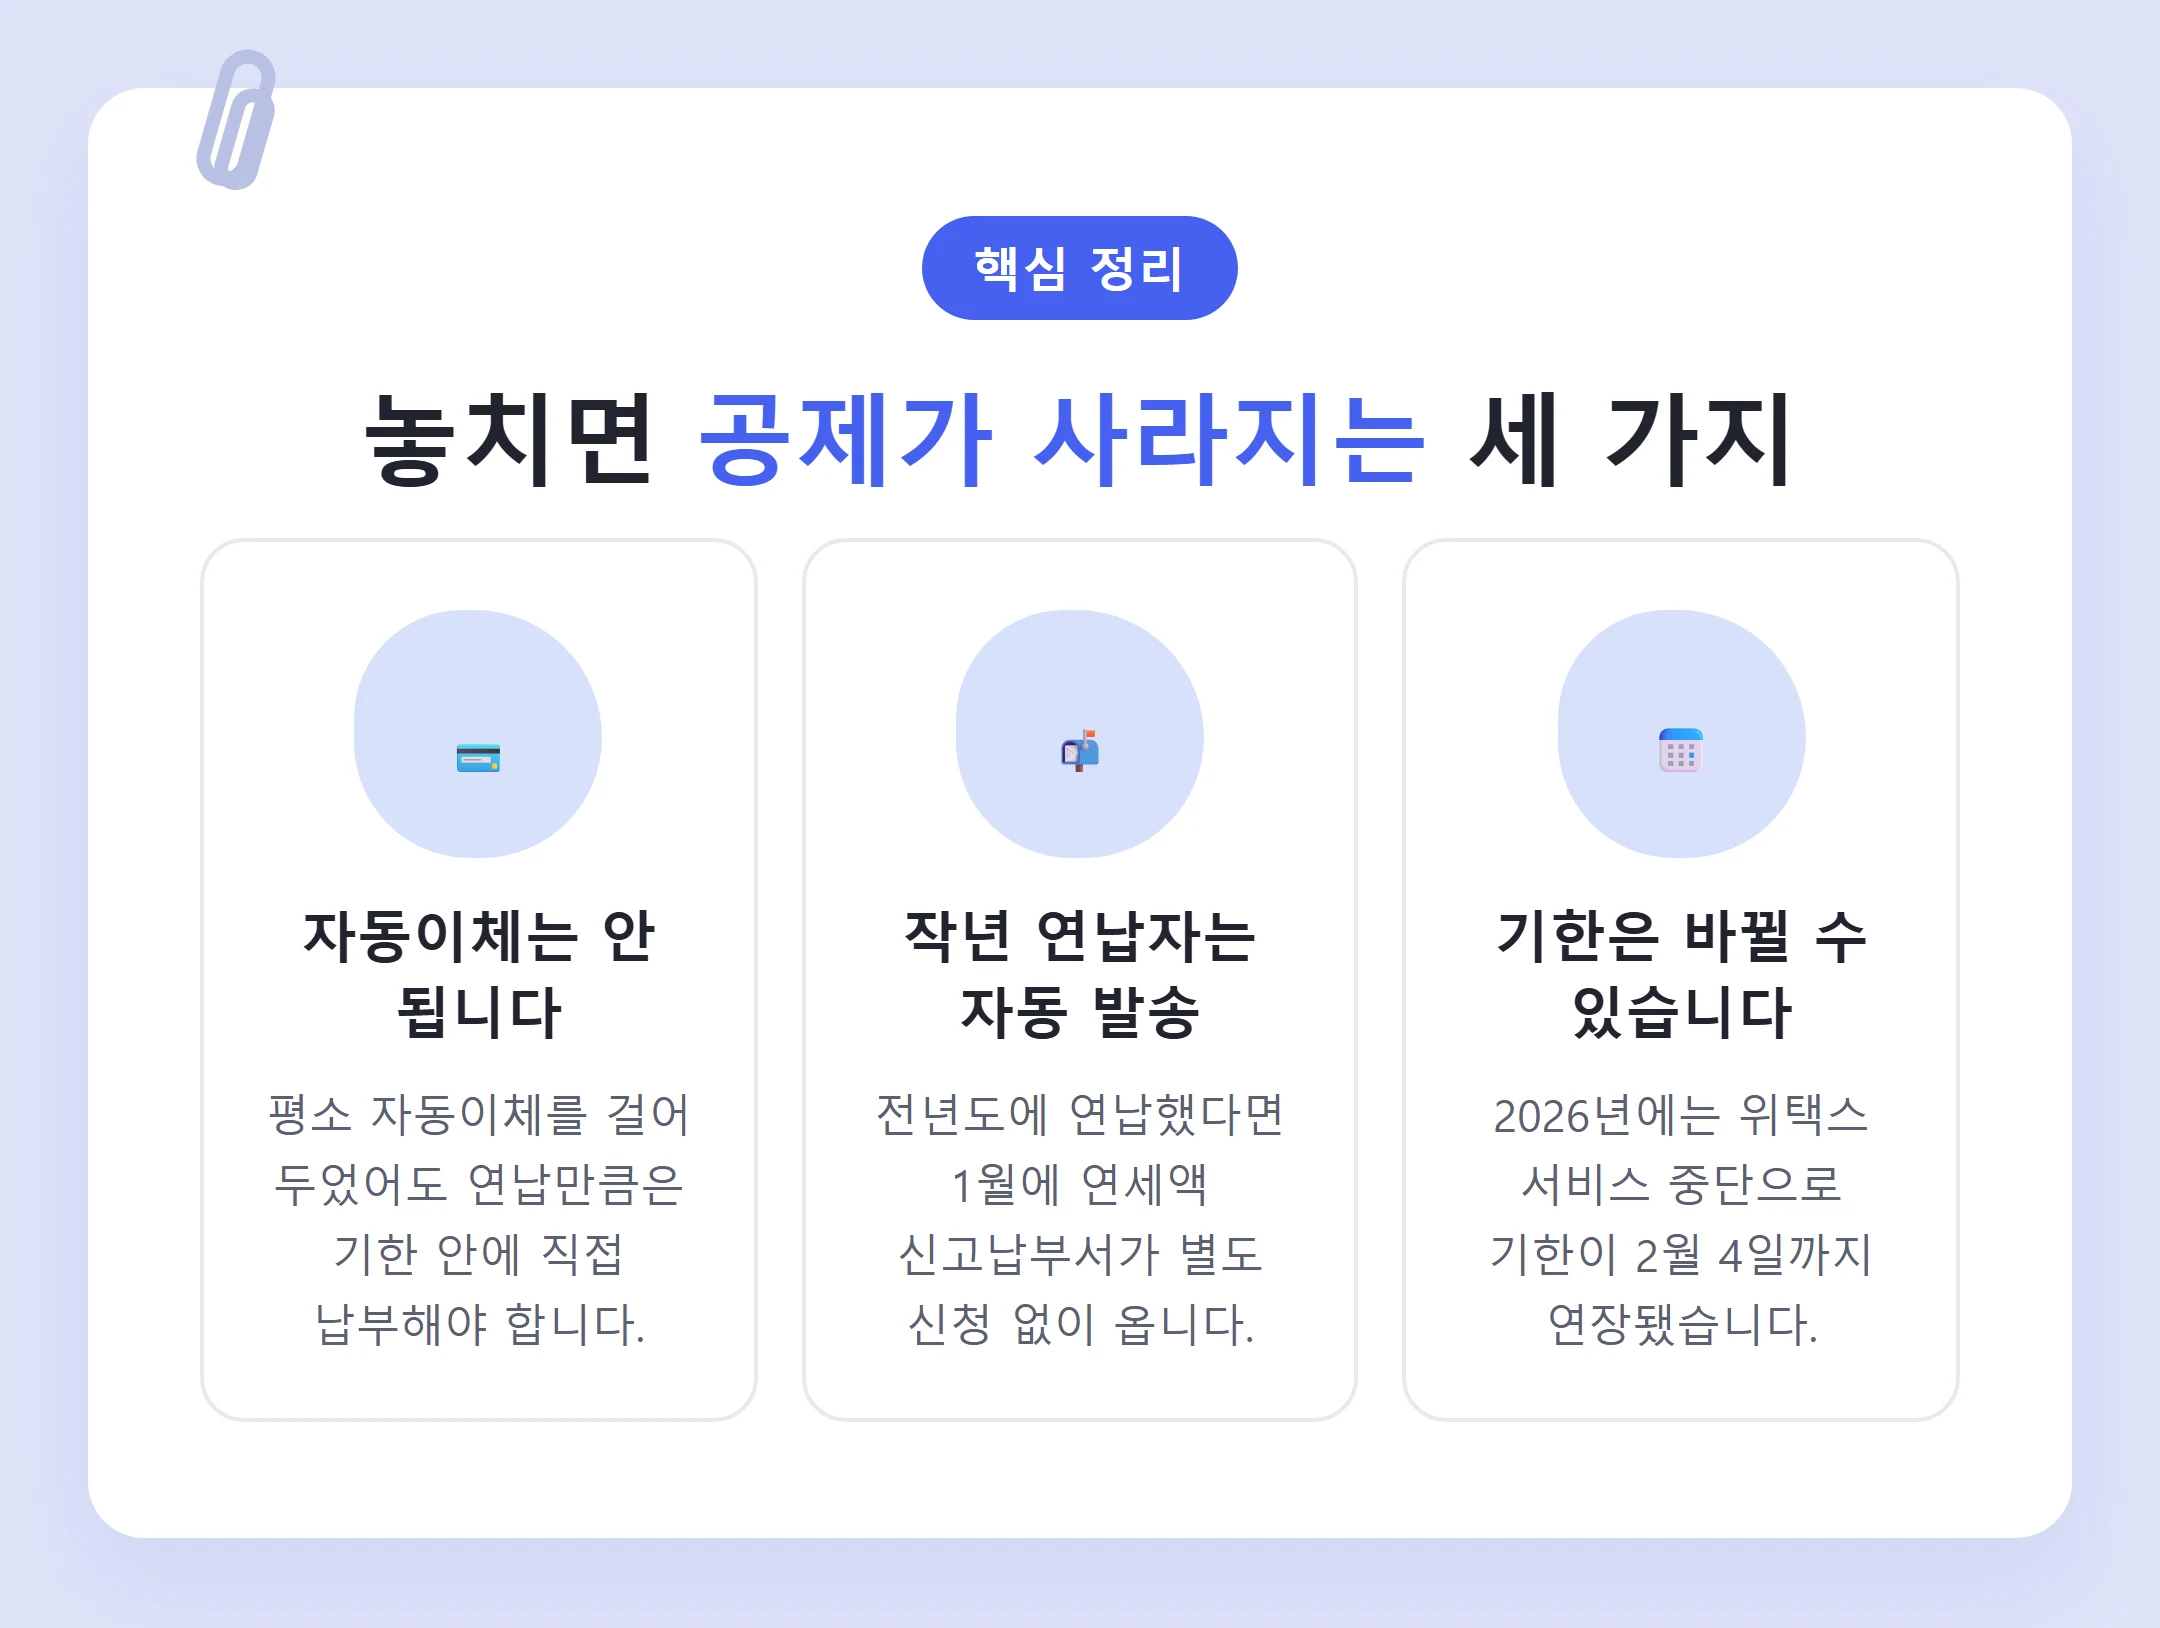 핵심 정리
놓치면 공제가 사라지는 세 가지
자동이체는 안
됩니다
평소 자동이체를 걸어
두었어도 연납만큼은
기한 안에 직접
납부해야 합니다.
작년 연납자는
자동 발송
전년도에 연납했다면
1월에 연세액
신고납부서가 별도
신청 없이 옵니다.
기한은 바뀔 수
있습니다
2026년에는 위택스
서비스 중단으로
기한이 2월 4일까지
연장됐습니다.